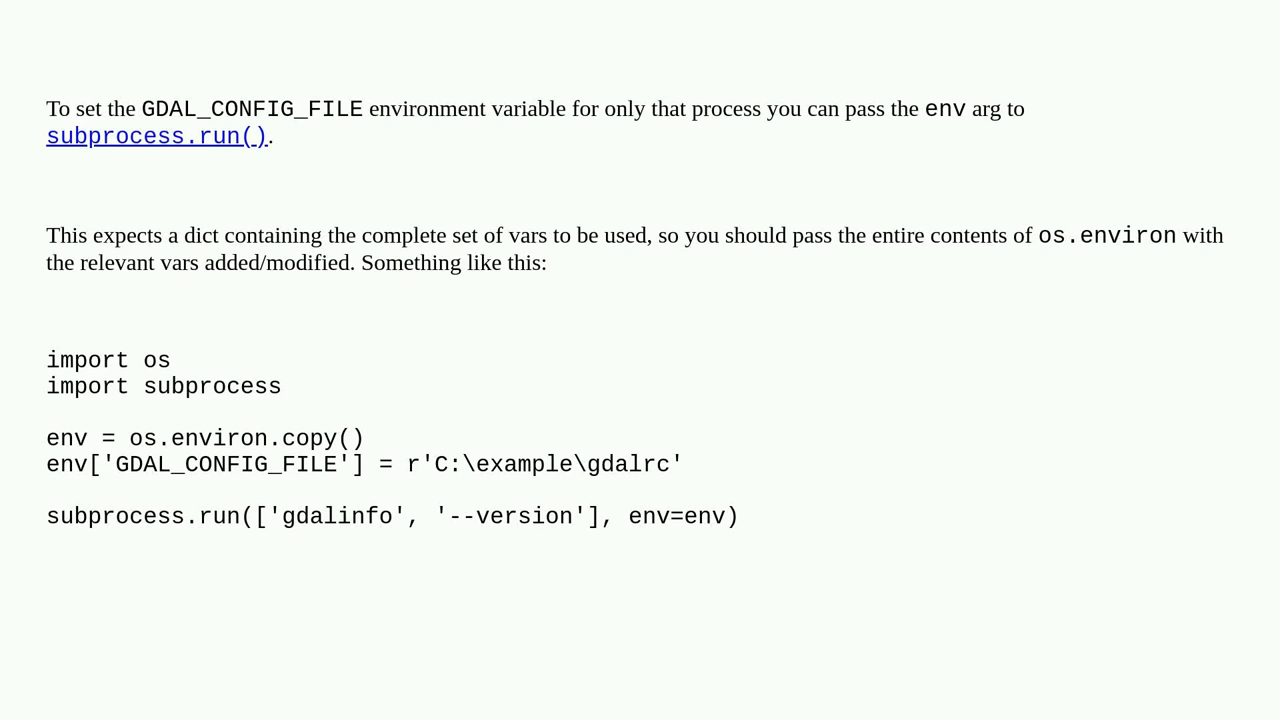 To set the GDAL_CONFIG_FILE environment variable for only that process you can pass the env arg to
subprocess.run().
This expects a dict containing the complete set of vars to be used, so you should pass the entire contents of os.environ with
the relevant vars added/modified. Something like this:
import os
import subprocess
env = os.environ.copy()
env['GDAL_CONFIG_FILE'] = r'C:\example\gdalrc'
subprocess.run(['gdalinfo', '--version'], env=env)